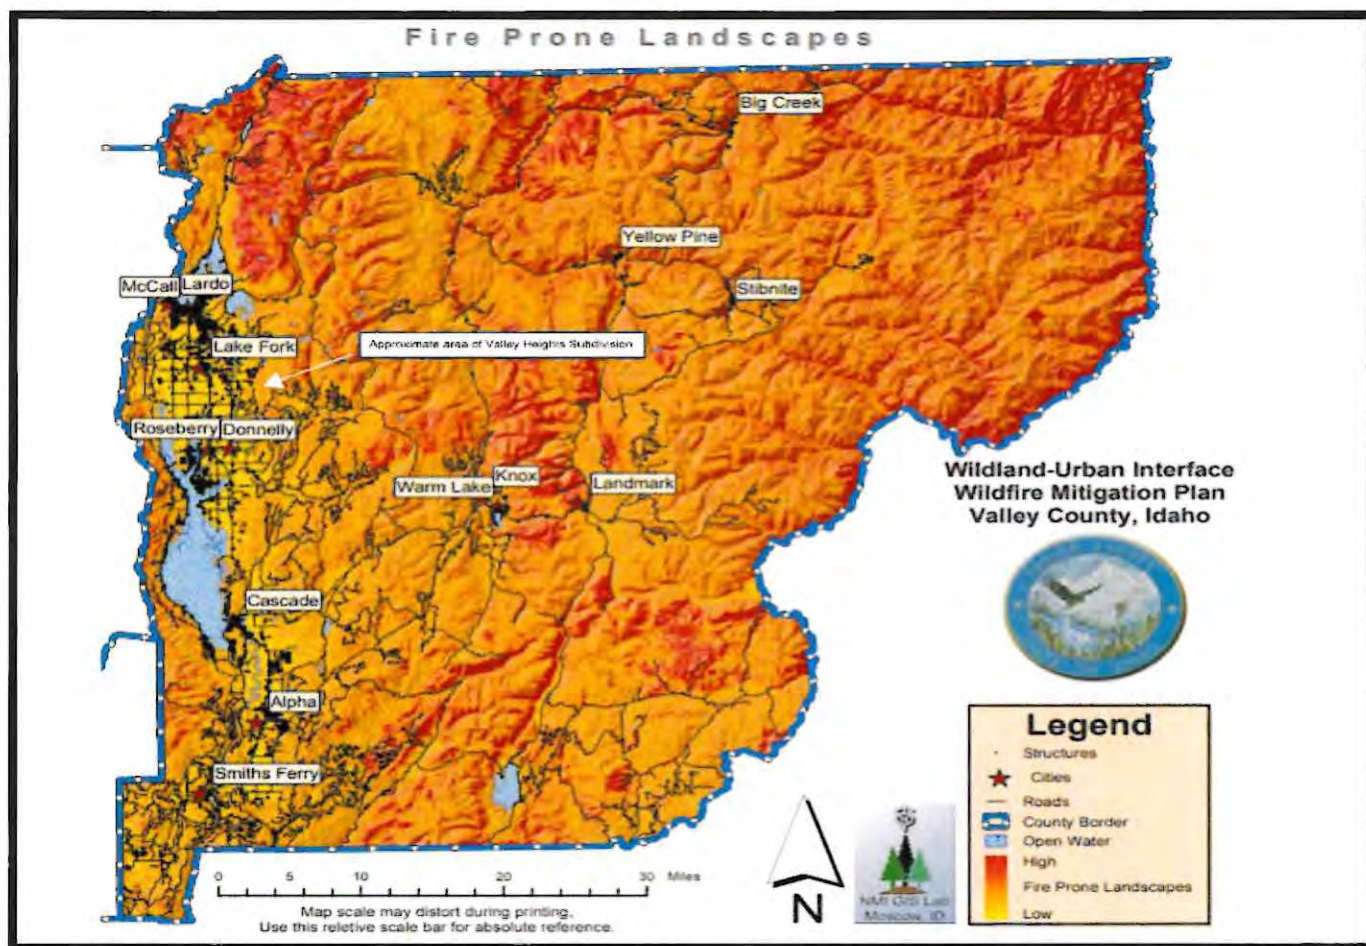 Fire Prone Landscapes
Big Creek
Yellow Pine
Stibnite
McCall
Lardo
Lake Fork
Approximate area of Valley Heights Subdivision
Roseberry
Donnelly
Warm Lake
Knox
Landmark
Wildland-Urban Interface
Wildfire Mitigation Plan
Valley County, Idaho
Cascade
Alpha
Smiths Ferry
Legend
Structures
Cities
Roads
County Border
Open Water
High
Fire Prone Landscapes
Low
0 5 10 20 30 Miles
Map scale may distort during printing.
Use this reletive scale bar for absolute reference.
N
NMI GIS Lab
Moscow, ID